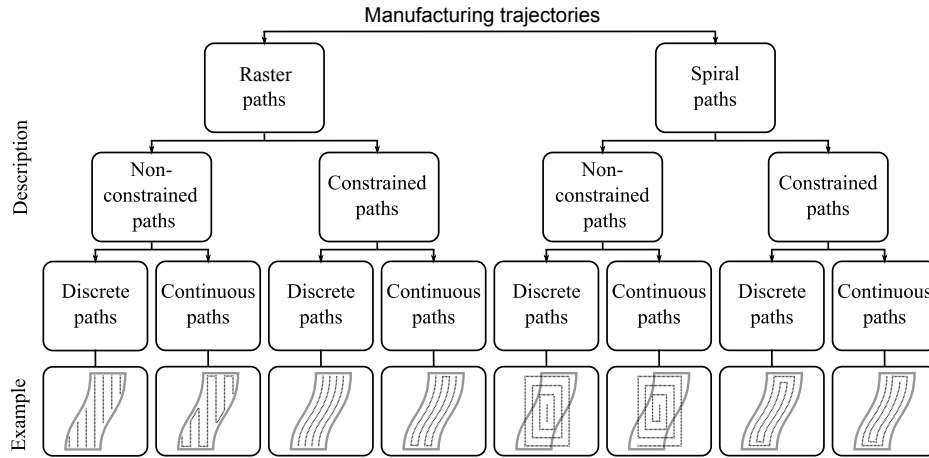 Manufacturing trajectories
Raster
paths
Spiral
paths
Description
Non-
constrained
paths
Constrained
paths
Non-
constrained
paths
Constrained
paths
Discrete
paths
Continuous
paths
Discrete
paths
Continuous
paths
Discrete
paths
Continuous
paths
Discrete
paths
Continuous
paths
Example